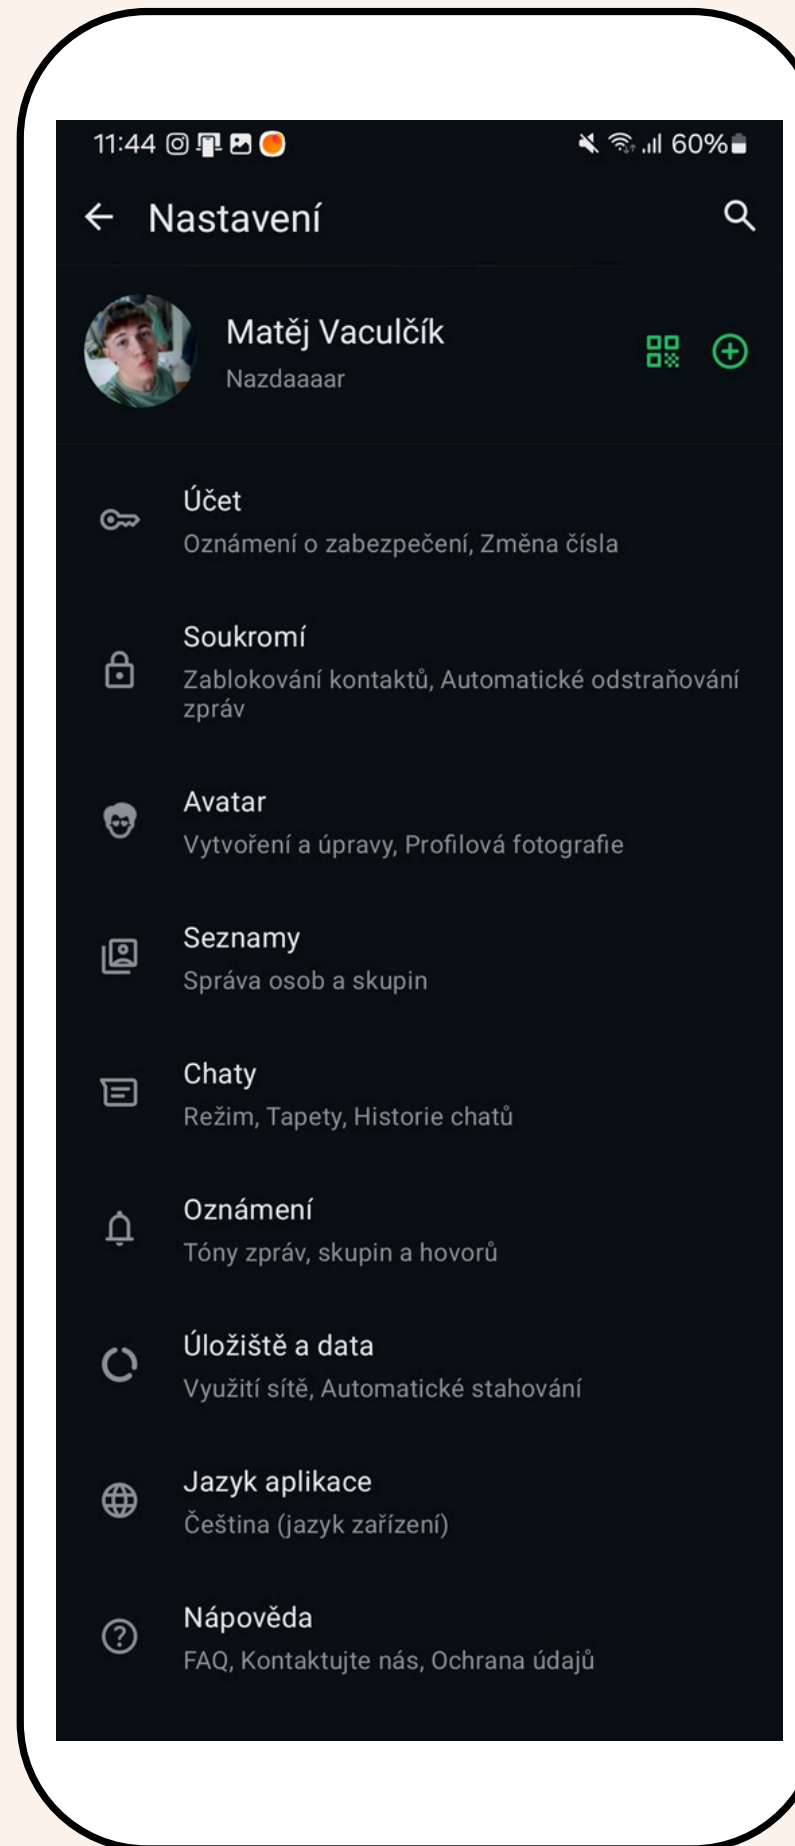 11:44 60%
Nastavení
Matěj Vaculčík
Nazdaaaar
Účet
Oznámení o zabezpečení, Změna čísla
Soukromí
Zablokování kontaktů, Automatické odstraňování
zpráv
Avatar
Vytvoření a úpravy, Profilová fotografie
Seznamy
Správa osob a skupin
Chaty
Režim, Tapety, Historie chatů
Oznámení
Tóny zpráv, skupin a hovorů
Úložiště a data
Využití sítě, Automatické stahování
Jazyk aplikace
Čeština (jazyk zařízení)
Nápověda
FAQ, Kontaktujte nás, Ochrana údajů